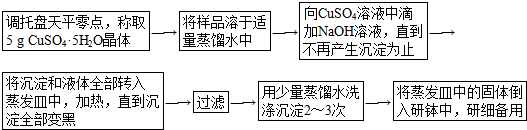 调托盘天平零点，称取
5 g CuSO₄·5H₂O晶体
将样品溶于适
量蒸馏水中
向CuSO₄溶液中滴
加NaOH溶液，直到
不再产生沉淀为止
将沉淀和液体全部转入
蒸发皿中，加热，直到沉
淀全部变黑
过滤
用少量蒸馏水洗
涤沉淀2～3次
将蒸发皿中的固体倒
入研钵中，研细备用